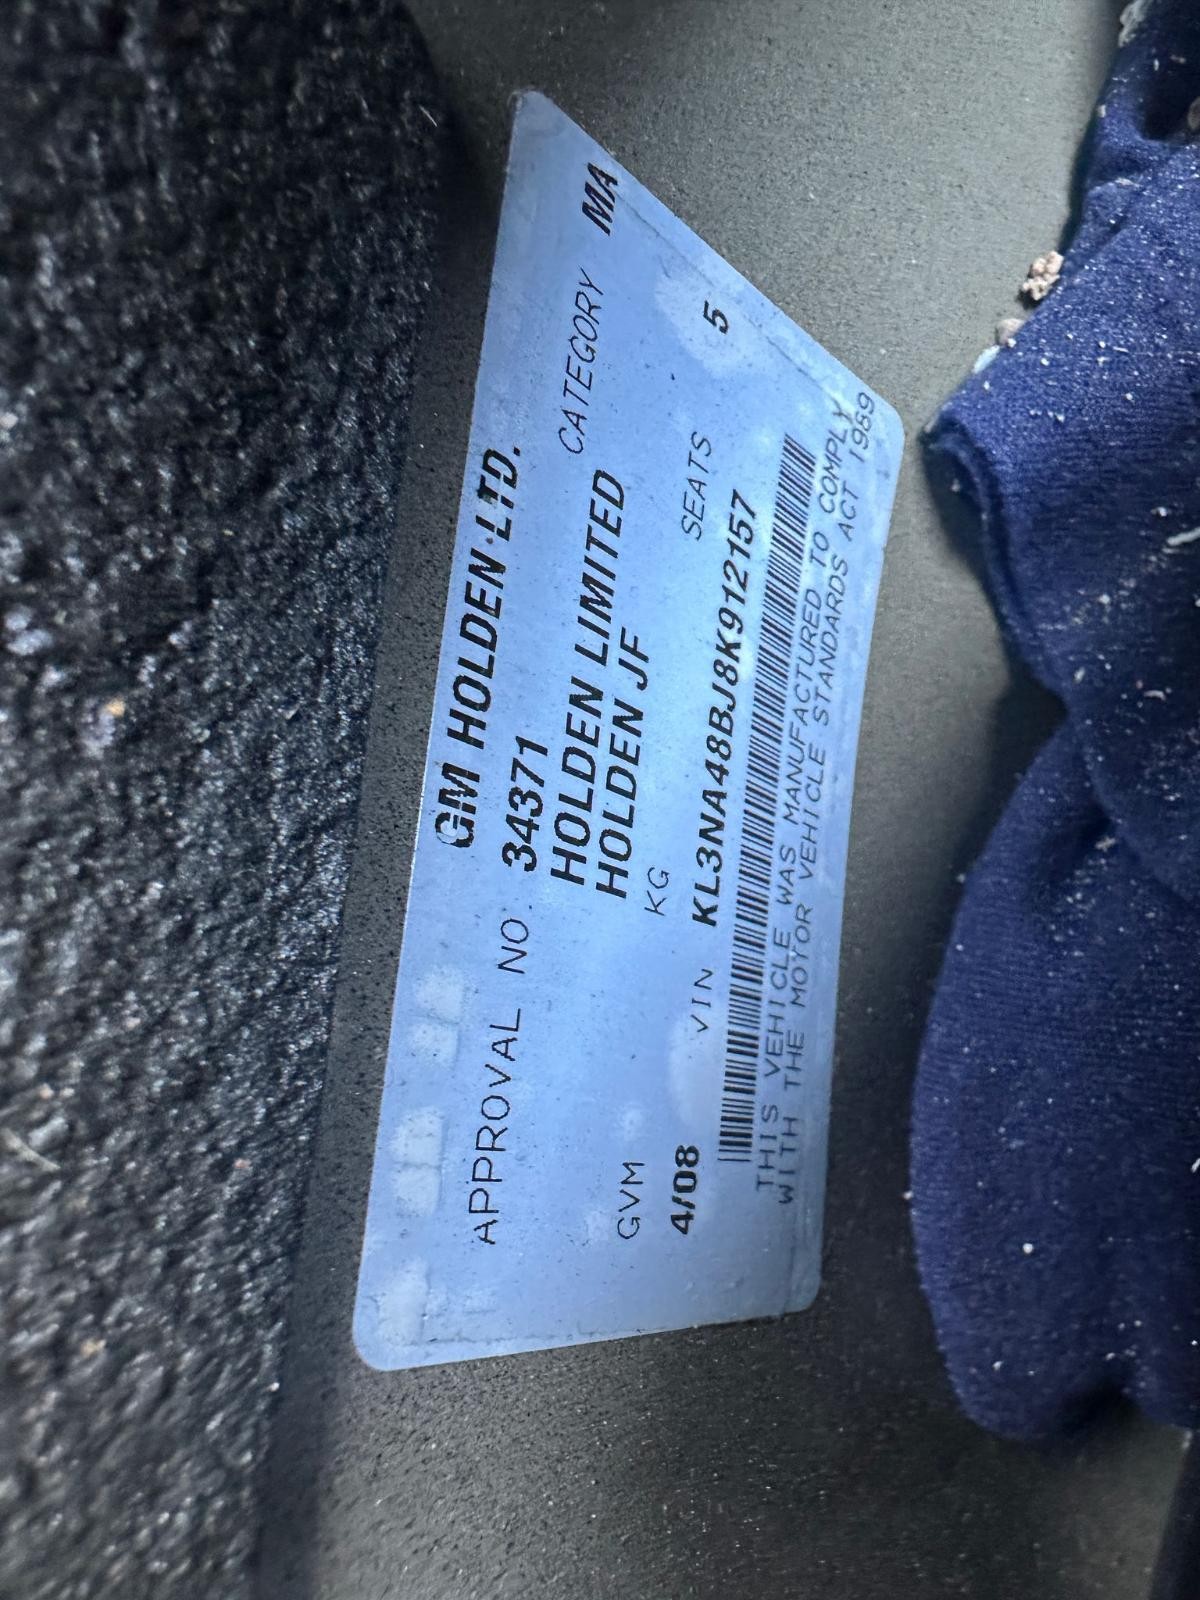 GM HOLDEN LTD.
APPROVAL NO. 34371 CATEGORY MA
HOLDEN LIMITED
HOLDEN JF
GVM KG SEATS 5
4/08 VIN KL3NA48BJ8K912157
THIS VEHICLE WAS MANUFACTURED TO COMPLY
WITH THE MOTOR VEHICLE STANDARDS ACT 1989